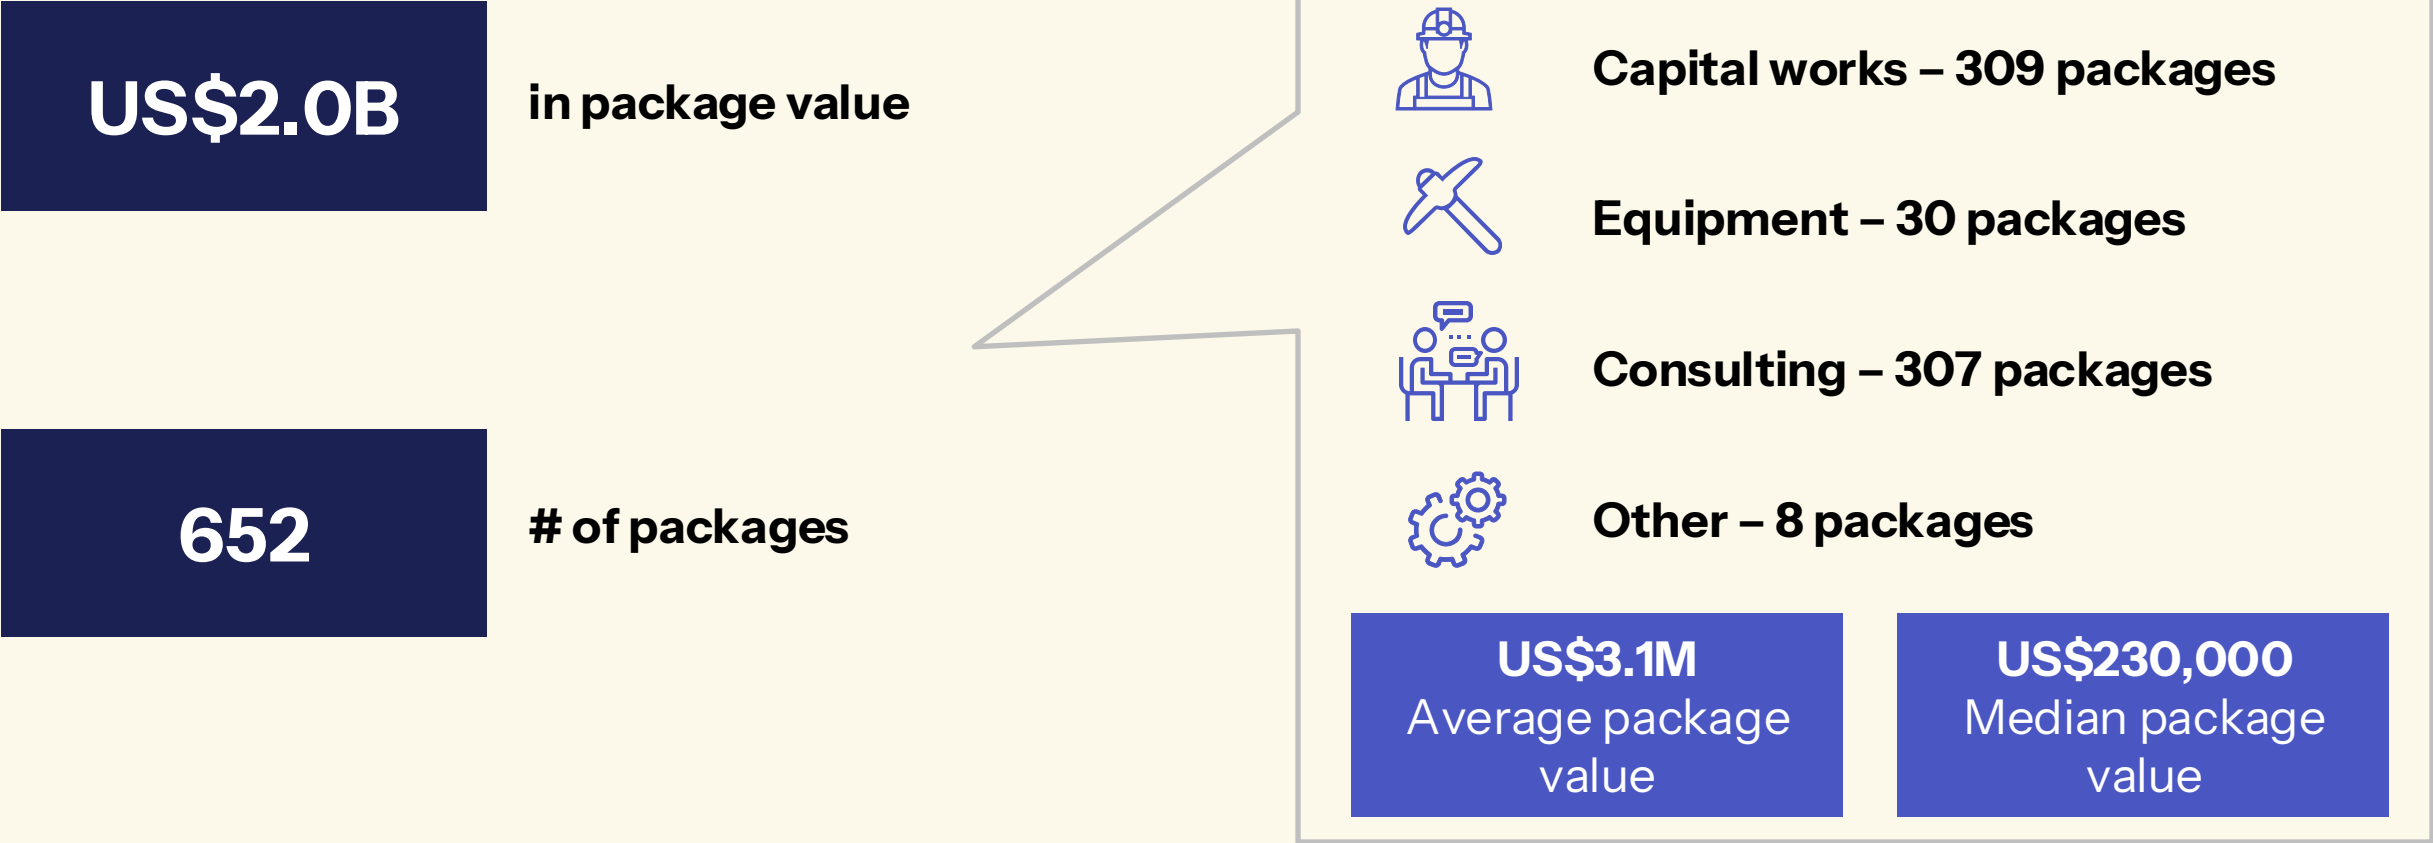 US$2.0B
in package value
652
# of packages
Capital works – 309 packages
Equipment – 30 packages
Consulting – 307 packages
Other – 8 packages
US$3.1M
Average package
value
US$230,000
Median package
value